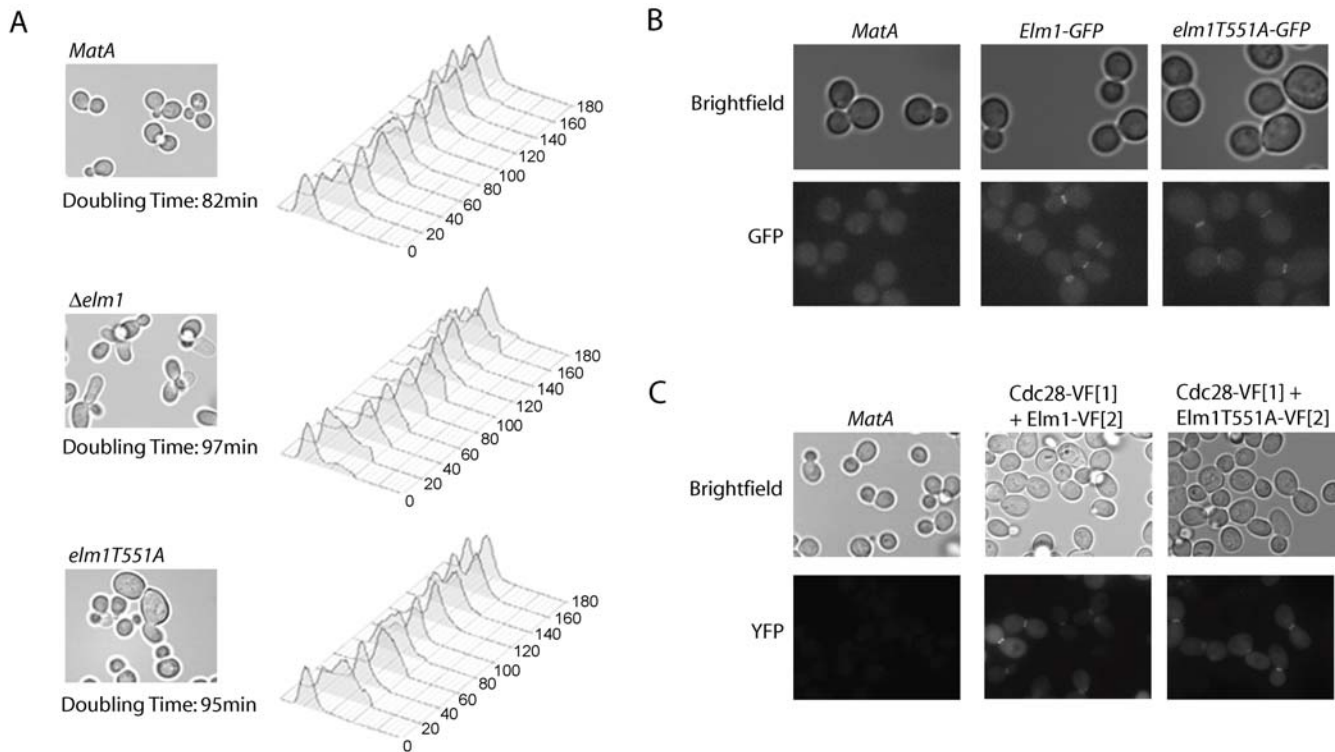 A
MatA
Doubling Time: 82min
0 20 40 60 80 100 120 140 160 180
Δelm1
Doubling Time: 97min
0 20 40 60 80 100 120 140 160 180
elm1T551A
Doubling Time: 95min
0 20 40 60 80 100 120 140 160 180
B
MatA Elm1-GFP elm1T551A-GFP
Brightfield
GFP
C
MatA
Cdc28-VF[1]
+ Elm1-VF[2]
Cdc28-VF[1] +
Elm1T551A-VF[2]
Brightfield
YFP